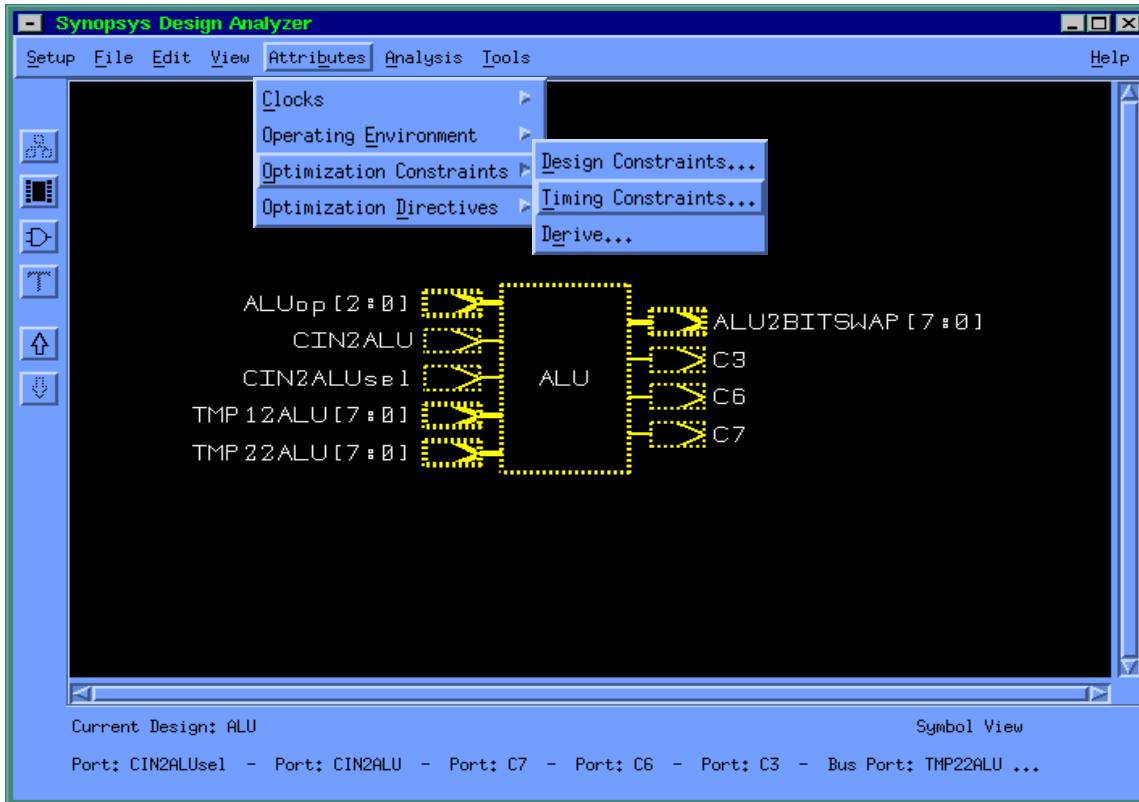 Synopsys Design Analyzer
Setup File Edit View Attributes Analysis Tools Help
Clocks
Operating Environment
Optimization Constraints
Optimization Directives
Design Constraints...
Timing Constraints...
Derive...
ALUop[2:0]
CIN2ALU
CIN2ALUsel
TMP12ALU[7:0]
TMP22ALU[7:0]
ALU
ALU2BITSWAP[7:0]
C3
C6
C7
Current Design: ALU Symbol View
Port: CIN2ALUsel - Port: CIN2ALU - Port: C7 - Port: C6 - Port: C3 - Bus Port: TMP22ALU ...